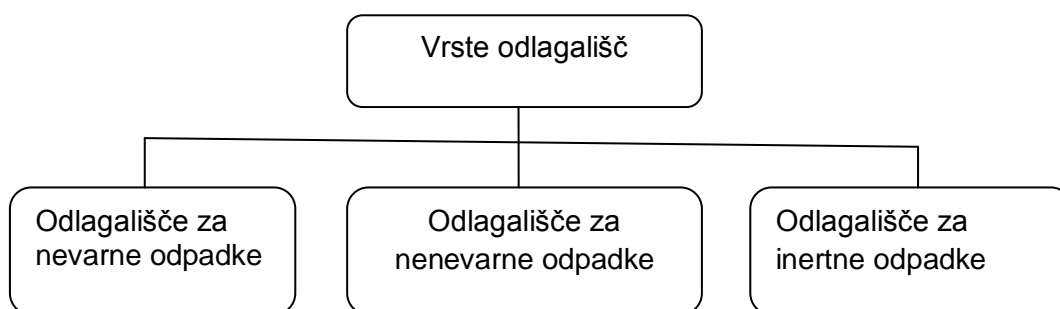 Vrste odlagališč
Odlagališče za
nevarne odpadke
Odlagališče za
nenevarne odpadke
Odlagališče za
inertne odpadke